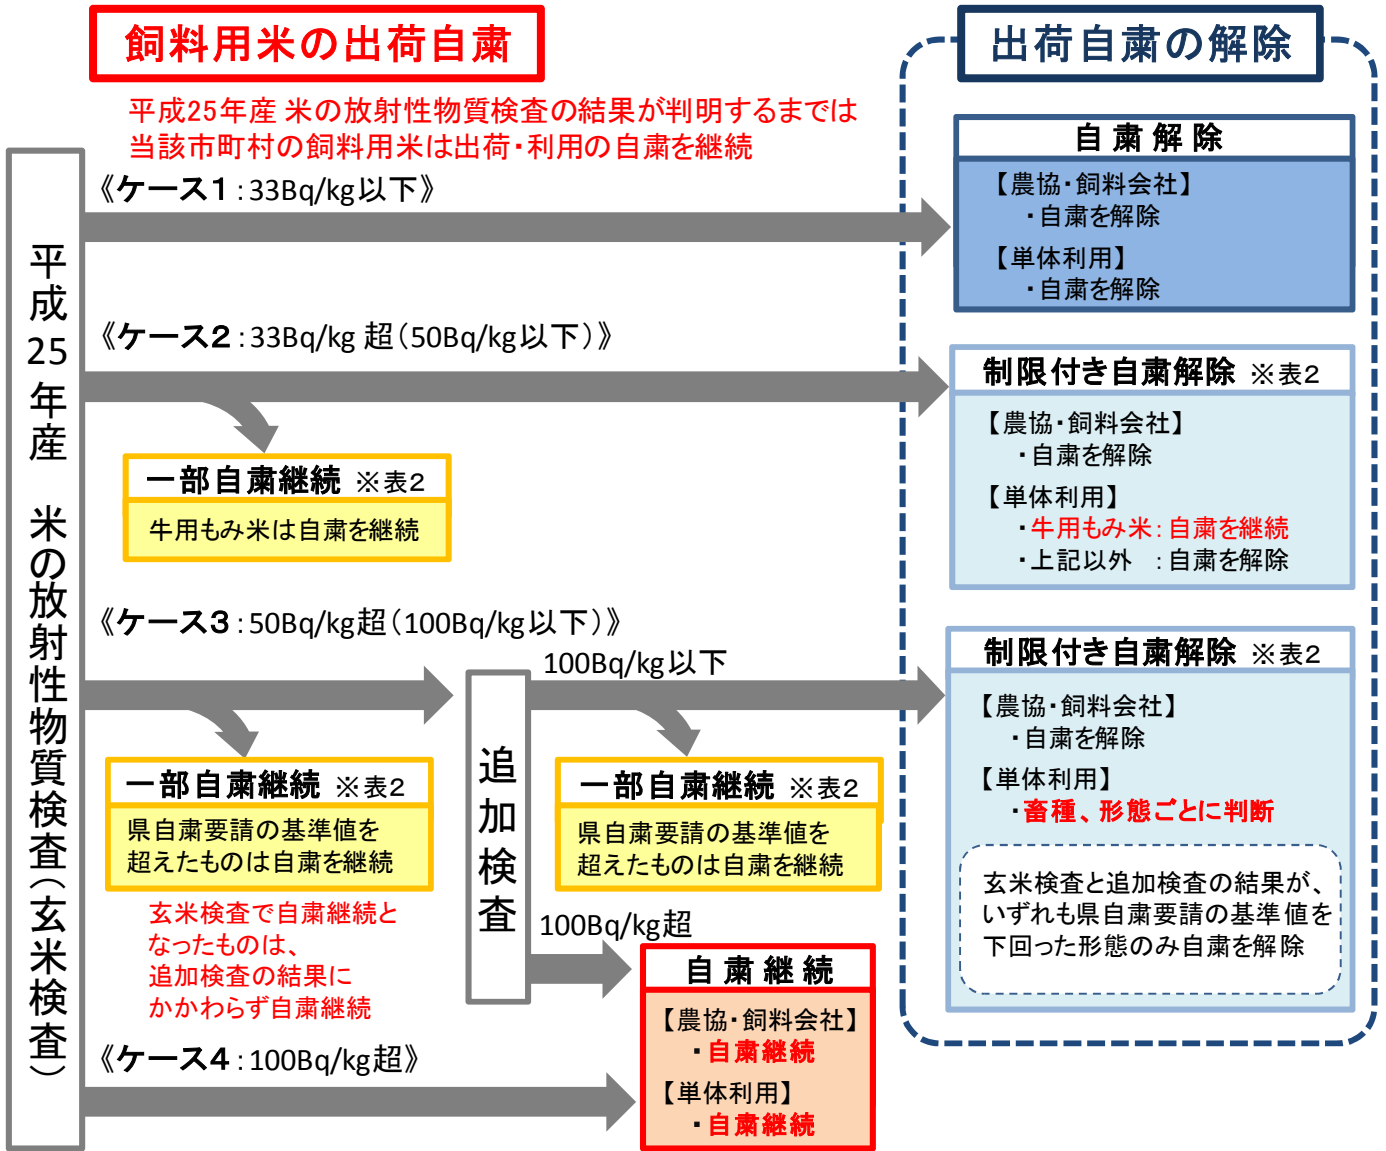 飼料用米の出荷自粛
出荷自粛の解除
平成25年産 米の放射性物質検査の結果が判明するまでは
当該市町村の飼料用米は出荷・利用の自粛を継続
平成25年産 米の放射性物質検査（玄米検査）
《ケース1：33Bq/kg以下》
自粛解除
【農協・飼料会社】
・自粛を解除
【単体利用】
・自粛を解除
《ケース2：33Bq/kg 超（50Bq/kg以下）》
一部自粛継続 ※表2
牛用もみ米は自粛を継続
制限付き自粛解除 ※表2
【農協・飼料会社】
・自粛を解除
【単体利用】
・牛用もみ米：自粛を継続
・上記以外 ：自粛を解除
《ケース3：50Bq/kg超（100Bq/kg以下）》
一部自粛継続 ※表2
県自粛要請の基準値を
超えたものは自粛を継続
玄米検査で自粛継続と
なったものは、
追加検査の結果に
かかわらず自粛継続
追加検査
100Bq/kg以下
一部自粛継続 ※表2
県自粛要請の基準値を
超えたものは自粛を継続
制限付き自粛解除 ※表2
【農協・飼料会社】
・自粛を解除
【単体利用】
・畜種、形態ごとに判断
玄米検査と追加検査の結果が、
いずれも県自粛要請の基準値を
下回った形態のみ自粛を解除
100Bq/kg超
自粛継続
【農協・飼料会社】
・自粛継続
【単体利用】
・自粛継続
《ケース4：100Bq/kg超》